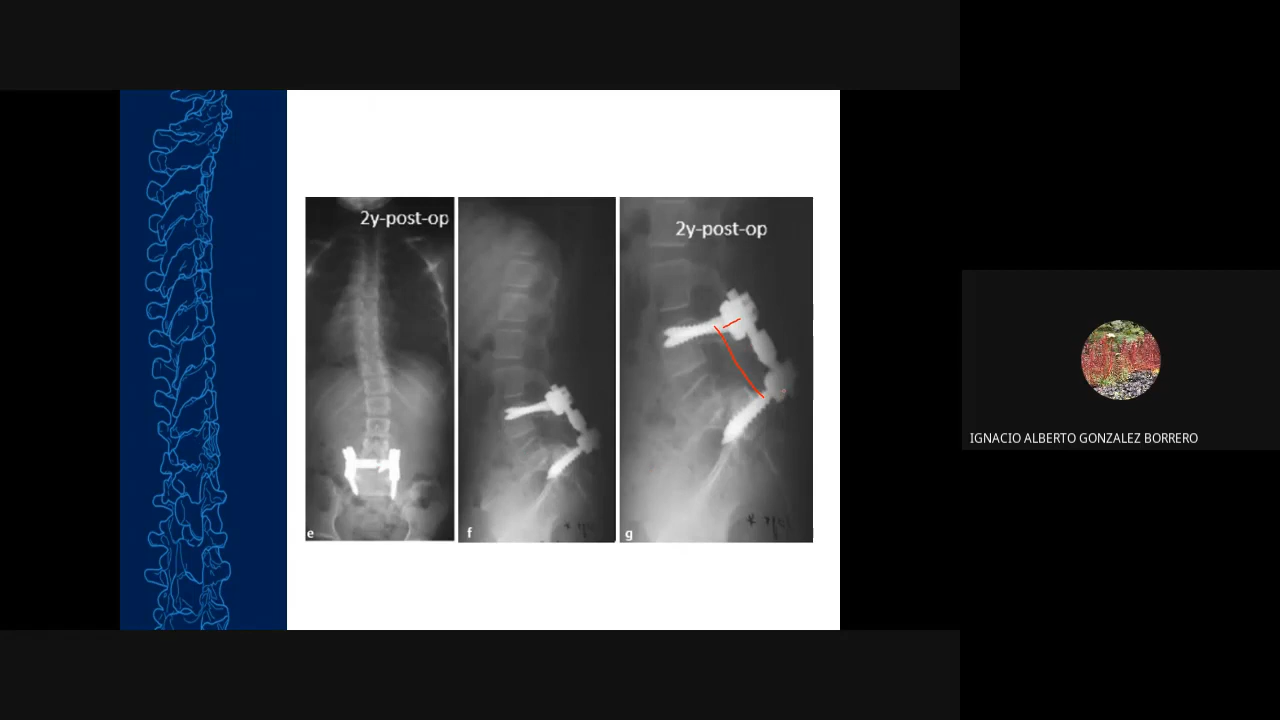 2y-post-op
2y-post-op
e
f
g
IGNACIO ALBERTO GONZALEZ BORRERO